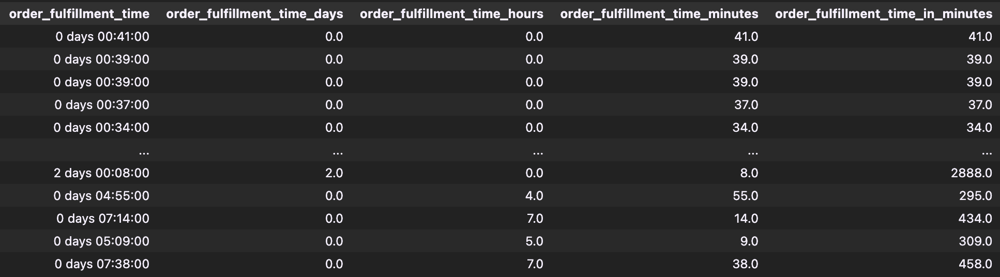 order_fulfillment_time order_fulfillment_time_days order_fulfillment_time_hours order_fulfillment_time_minutes order_fulfillment_time_in_minutes
0 days 00:41:00 0.0 0.0 41.0 41.0
0 days 00:39:00 0.0 0.0 39.0 39.0
0 days 00:39:00 0.0 0.0 39.0 39.0
0 days 00:37:00 0.0 0.0 37.0 37.0
0 days 00:34:00 0.0 0.0 34.0 34.0
... ... ... ... ...
2 days 00:08:00 2.0 0.0 8.0 2888.0
0 days 04:55:00 0.0 4.0 55.0 295.0
0 days 07:14:00 0.0 7.0 14.0 434.0
0 days 05:09:00 0.0 5.0 9.0 309.0
0 days 07:38:00 0.0 7.0 38.0 458.0